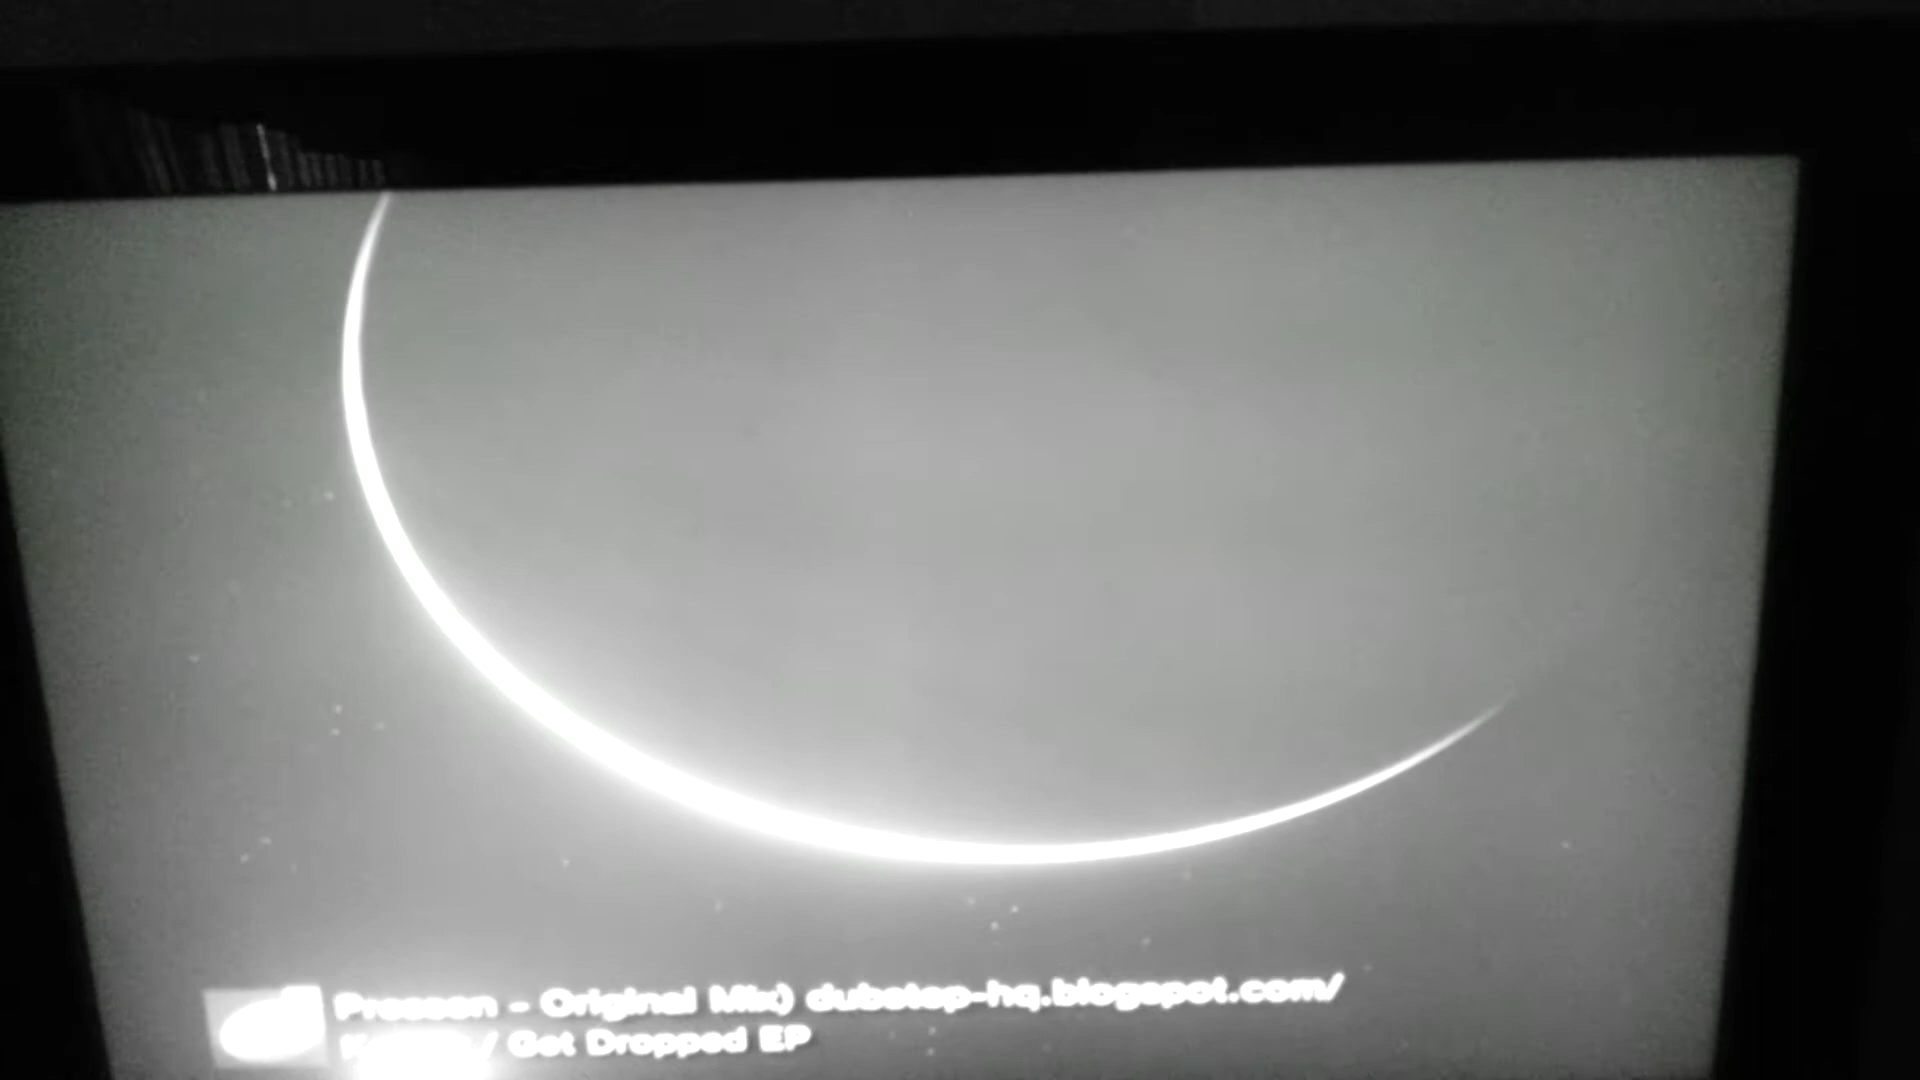 - Original Mix) dubstep-hq.blogspot.com/
/ Get Dropped EP